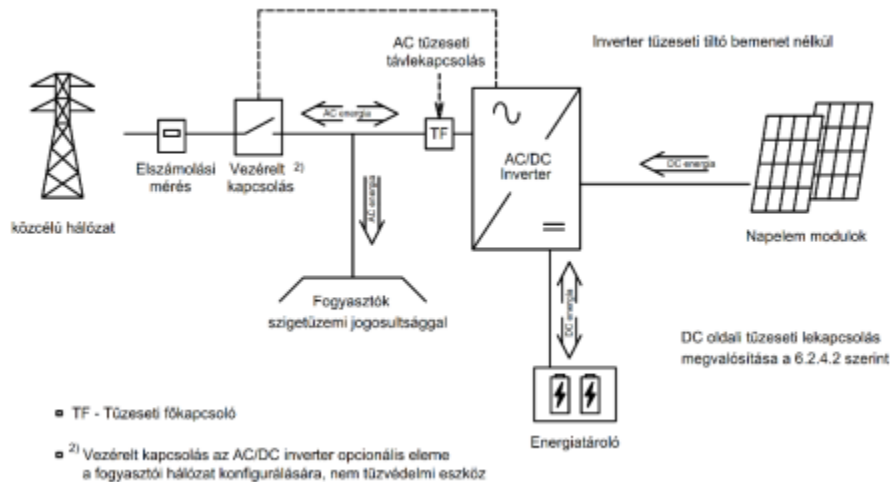 AC tűzeseti
távlekapcsolás
Inverter tűzeseti tiltó bemenet nélkül
AC energia
TF
AC/DC
Inverter
DC energia
Elszámolási
mérés
Vezérelt 2)
kapcsolás
AC energia
közcélú hálózat
Napelem modulok
Fogyasztók
szigetüzemi jogosultsággal
DC energia
DC oldali tűzeseti lekapcsolás
megvalósítása a 6.2.4.2 szerint
Energiatároló
TF - Tűzeseti főkapcsoló
2) Vezérelt kapcsolás az AC/DC inverter opcionális eleme
a fogyasztói hálózat konfigurálására, nem tűzvédelmi eszköz